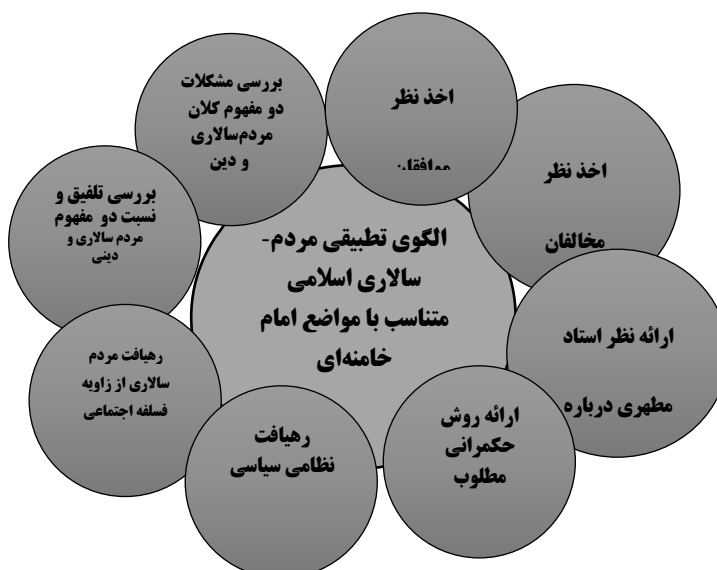 اخذ نظر
موافقان
اخذ نظر
مخالفان
ارائه نظر استاد
مطهری درباره
ارائه روش
حکمرانی
مطلوب
رهیافت
نظامی سیاسی
رهیافت مردم
سالاری از زاویه
فسلفه اجتماعی
بررسی تلفیق و
نسبت دو مفهوم
مردم سالاری و
دینی
بررسی مشکلات
دو مفهوم کلان
مردم‌سالاری
و دین
الگوی تطبیقی مردم-
سالاری اسلامی
متناسب با مواضع امام
خامنه‌ای